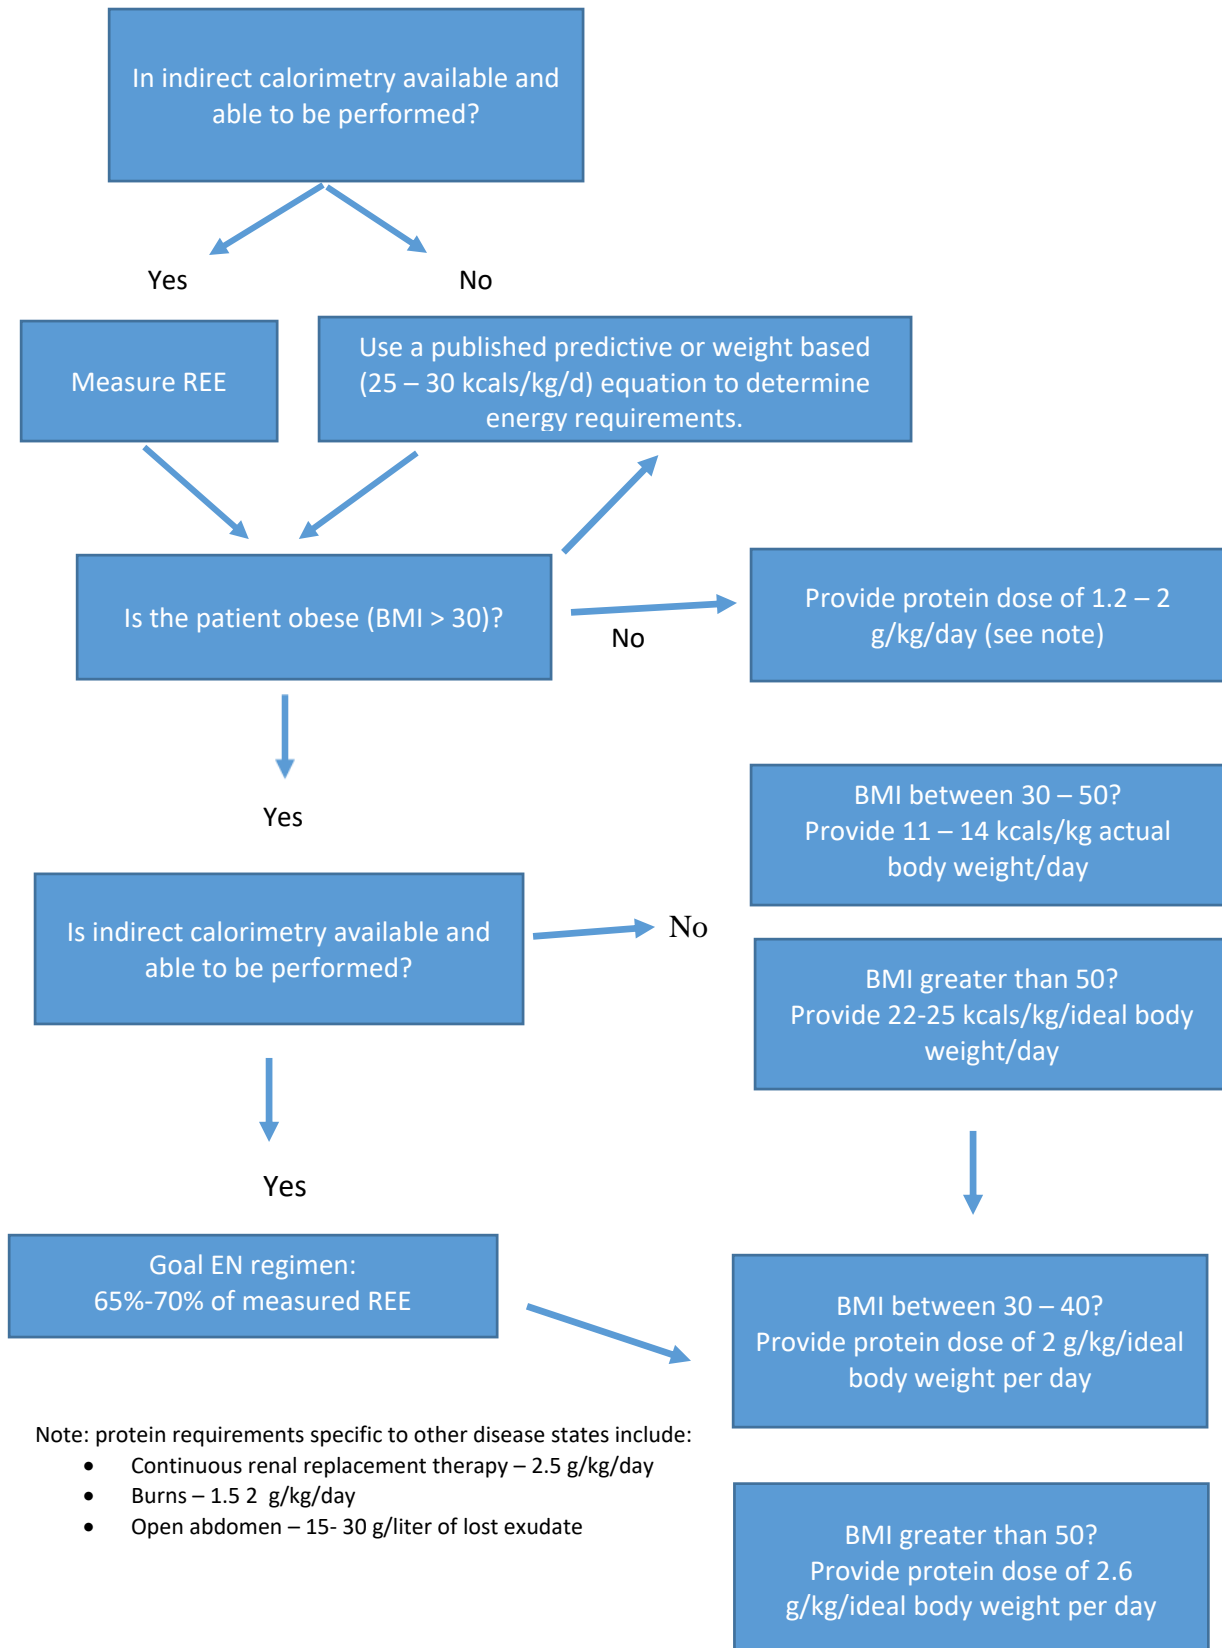 In indirect calorimetry available and
able to be performed?
Yes
No
Measure REE
Use a published predictive or weight based
(25 – 30 kcals/kg/d) equation to determine
energy requirements.
Is the patient obese (BMI > 30)?
No
Provide protein dose of 1.2 – 2
g/kg/day (see note)
Yes
BMI between 30 – 50?
Provide 11 – 14 kcals/kg actual
body weight/day
Is indirect calorimetry available and
able to be performed?
No
BMI greater than 50?
Provide 22-25 kcals/kg/ideal body
weight/day
Yes
Goal EN regimen:
65%-70% of measured REE
BMI between 30 – 40?
Provide protein dose of 2 g/kg/ideal
body weight per day
Note: protein requirements specific to other disease states include:
• Continuous renal replacement therapy – 2.5 g/kg/day
• Burns – 1.5 2  g/kg/day
• Open abdomen – 15- 30 g/liter of lost exudate
BMI greater than 50?
Provide protein dose of 2.6
g/kg/ideal body weight per day